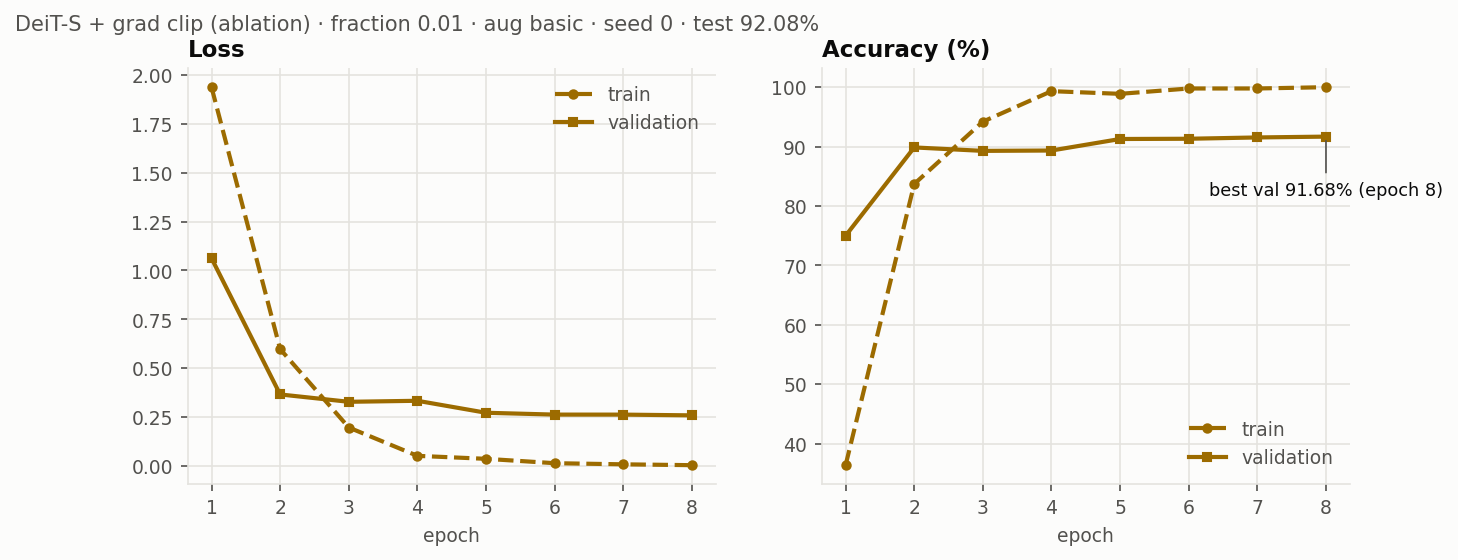 DeiT-S + grad clip (ablation) · fraction 0.01 · aug basic · seed 0 · test 92.08%
Loss
2.00
1.75
1.50
1.25
1.00
0.75
0.50
0.25
0.00
train
validation
1 2 3 4 5 6 7 8
epoch
Accuracy (%)
100
90
80
70
60
50
40
best val 91.68% (epoch 8)
train
validation
1 2 3 4 5 6 7 8
epoch